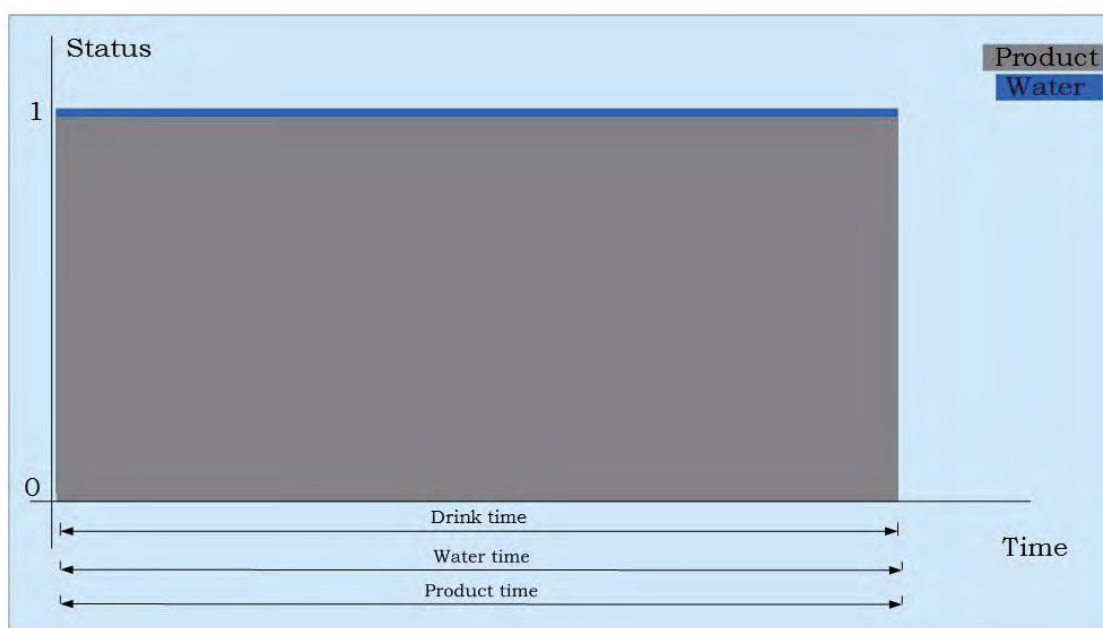 Status
Product
Water
1
0
Drink time
Water time
Time
Product time